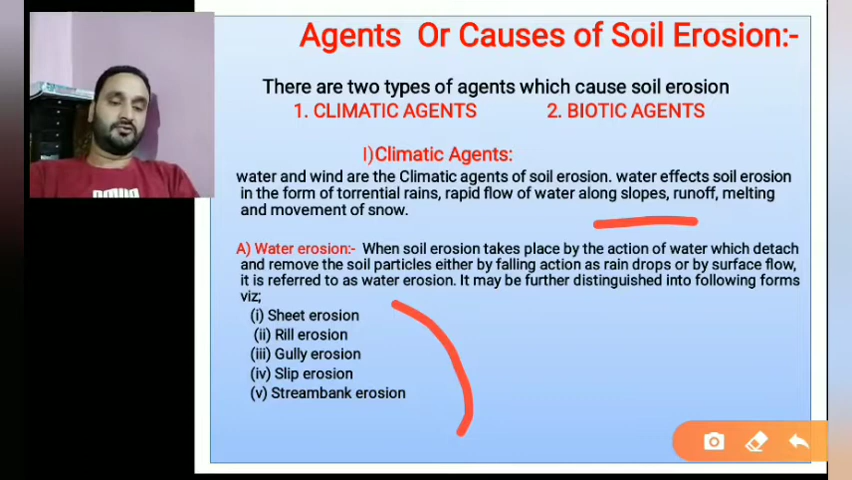 Agents Or Causes of Soil Erosion:-
There are two types of agents which cause soil erosion
1. CLIMATIC AGENTS 2. BIOTIC AGENTS
I)Climatic Agents:
water and wind are the Climatic agents of soil erosion. water effects soil erosion
in the form of torrential rains, rapid flow of water along slopes, runoff, melting
and movement of snow.
A) Water erosion:- When soil erosion takes place by the action of water which detach
and remove the soil particles either by falling action as rain drops or by surface flow,
it is referred to as water erosion. It may be further distinguished into following forms
viz;
(i) Sheet erosion
(ii) Rill erosion
(iii) Gully erosion
(iv) Slip erosion
(v) Streambank erosion